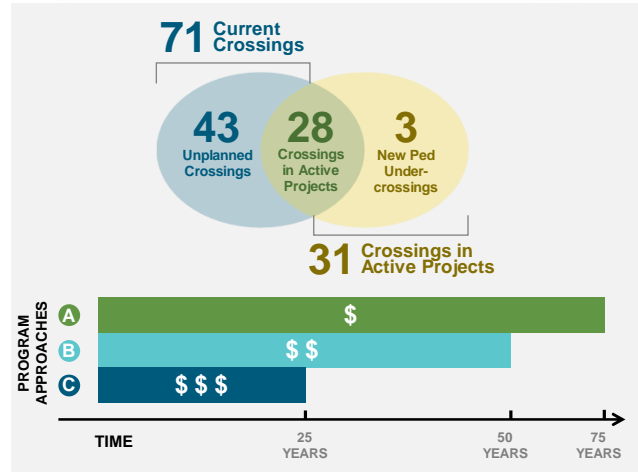 71 Current
Crossings
43
Unplanned
Crossings
28
Crossings
in Active
Projects
3
New Ped
Under-
crossings
31 Crossings in
Active Projects
PROGRAM
APPROACHES
A
$
B
$ $
C
$ $ $
TIME
25
YEARS
50
YEARS
75
YEARS